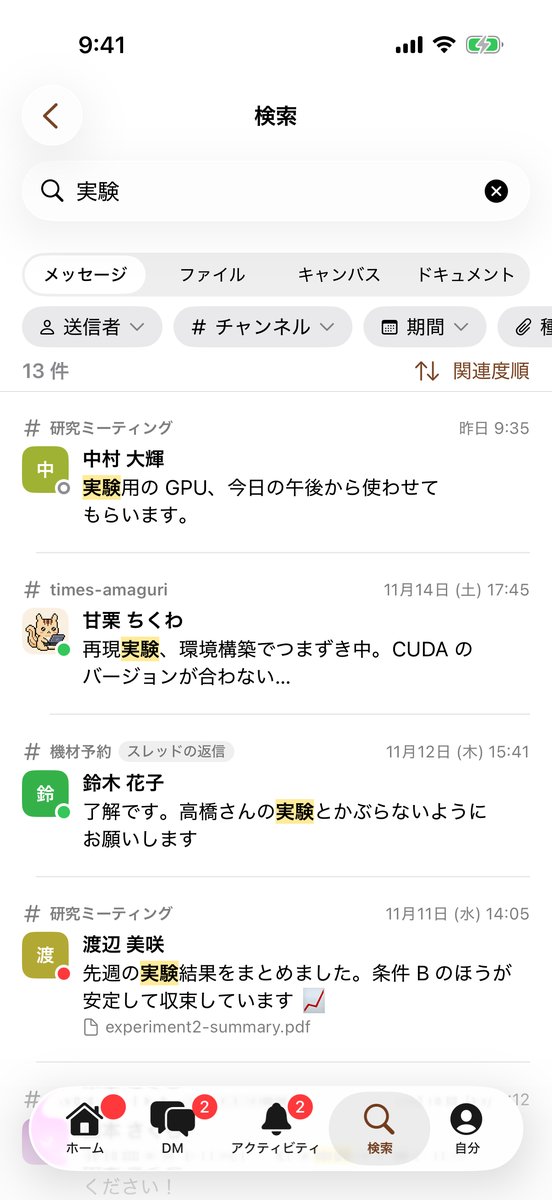 9:41
検索
実験
メッセージ ファイル キャンバス ドキュメント
送信者 # チャンネル 期間 種
13 件 関連度順
# 研究ミーティング 昨日 9:35
中 中村 大輝
実験用の GPU、今日の午後から使わせて
もらいます。
# times-amaguri 11月14日 (土) 17:45
甘栗 ちくわ
再現実験、環境構築でつまずき中。CUDA の
バージョンが合わない...
# 機材予約 スレッドの返信 11月12日 (木) 15:41
鈴 鈴木 花子
了解です。高橋さんの実験とかぶらないように
お願いします
# 研究ミーティング 11月11日 (水) 14:05
渡 渡辺 美咲
先週の実験結果をまとめました。条件 B のほうが
安定して収束しています 📈
experiment2-summary.pdf
# :12
2 2
ホーム DM アクティビティ 検索 自分
ください！